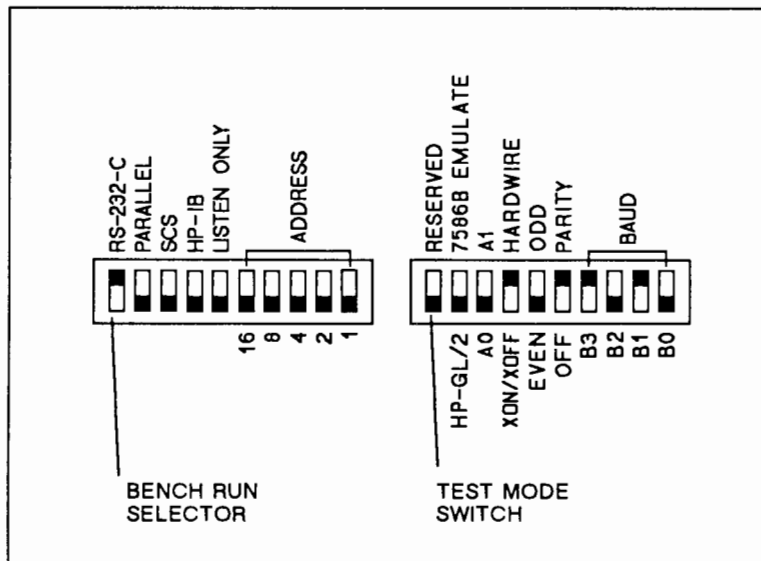 RS-232-C
PARALLEL
SCS
HP-IB
LISTEN ONLY
ADDRESS
16
8
4
2
1
BENCH RUN
SELECTOR
RESERVED
7586B EMULATE
A1
HARDWIRE
ODD
PARITY
BAUD
HP-GL/2
A0
XON/XOFF
EVEN
OFF
B3
B2
B1
B0
TEST MODE
SWITCH